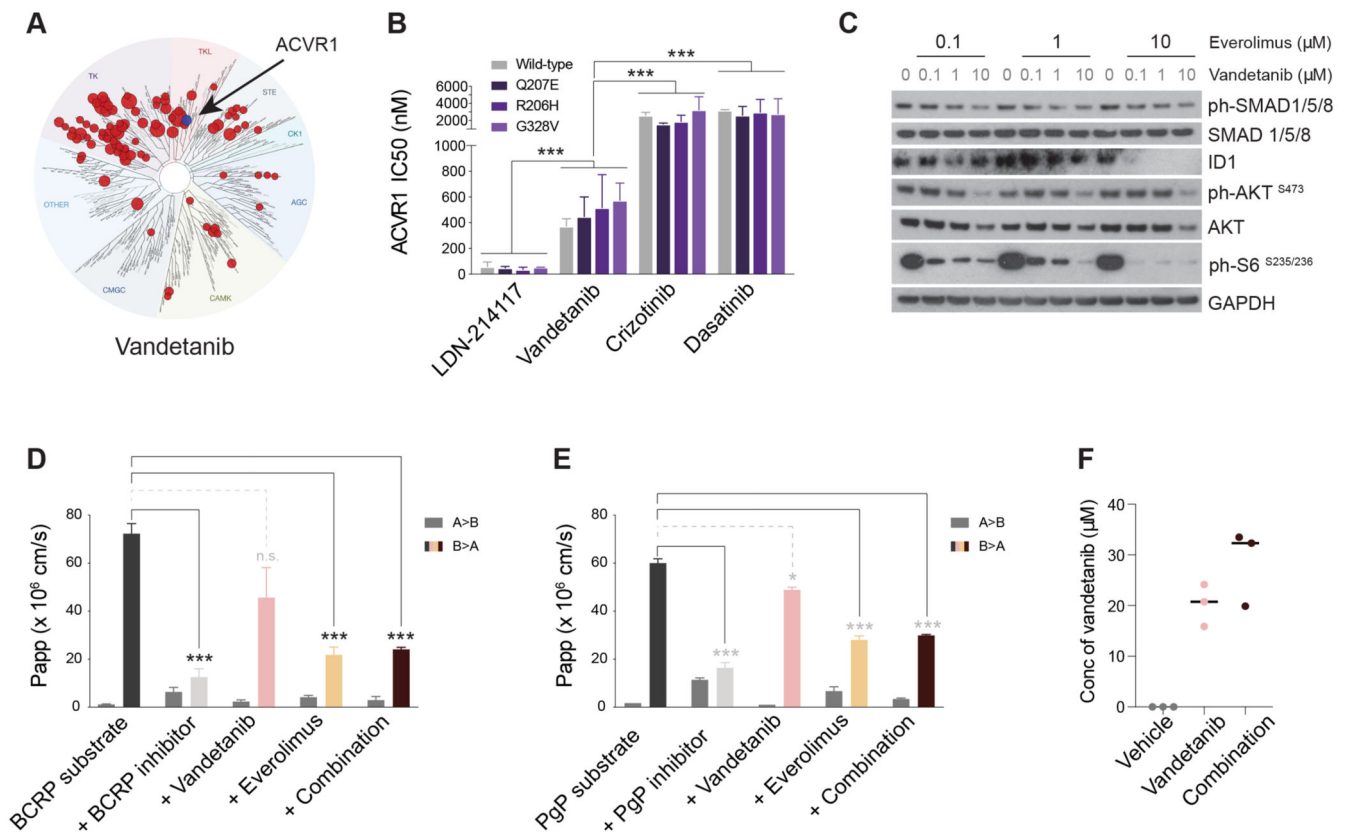 A
ACVR1
TK
TKL
STE
CK1
AGC
CAMK
CMGC
OTHER
Vandetanib
B
ACVR1 IC50 (nM)
Wild-type
Q207E
R206H
G328V
***
***
***
6000
4000
2000
1000
800
600
400
200
0
LDN-214117
Vandetanib
Crizotinib
Dasatinib
C
0.1 1 10 Everolimus (µM)
0 0.1 1 10 0 0.1 1 10 0 0.1 1 10 Vandetanib (µM)
ph-SMAD1/5/8
SMAD 1/5/8
ID1
ph-AKT S473
AKT
ph-S6 S235/236
GAPDH
D
Papp (x 10⁶ cm/s)
80
60
40
20
0
A>B
B>A
***
n.s.
***
***
BCRP substrate
+ BCRP inhibitor
+ Vandetanib
+ Everolimus
+ Combination
E
Papp (x 10⁶ cm/s)
80
60
40
20
0
A>B
B>A
***
*
***
***
PgP substrate
+ PgP inhibitor
+ Vandetanib
+ Everolimus
+ Combination
F
Conc of vandetanib (µM)
40
30
20
10
0
Vehicle
Vandetanib
Combination